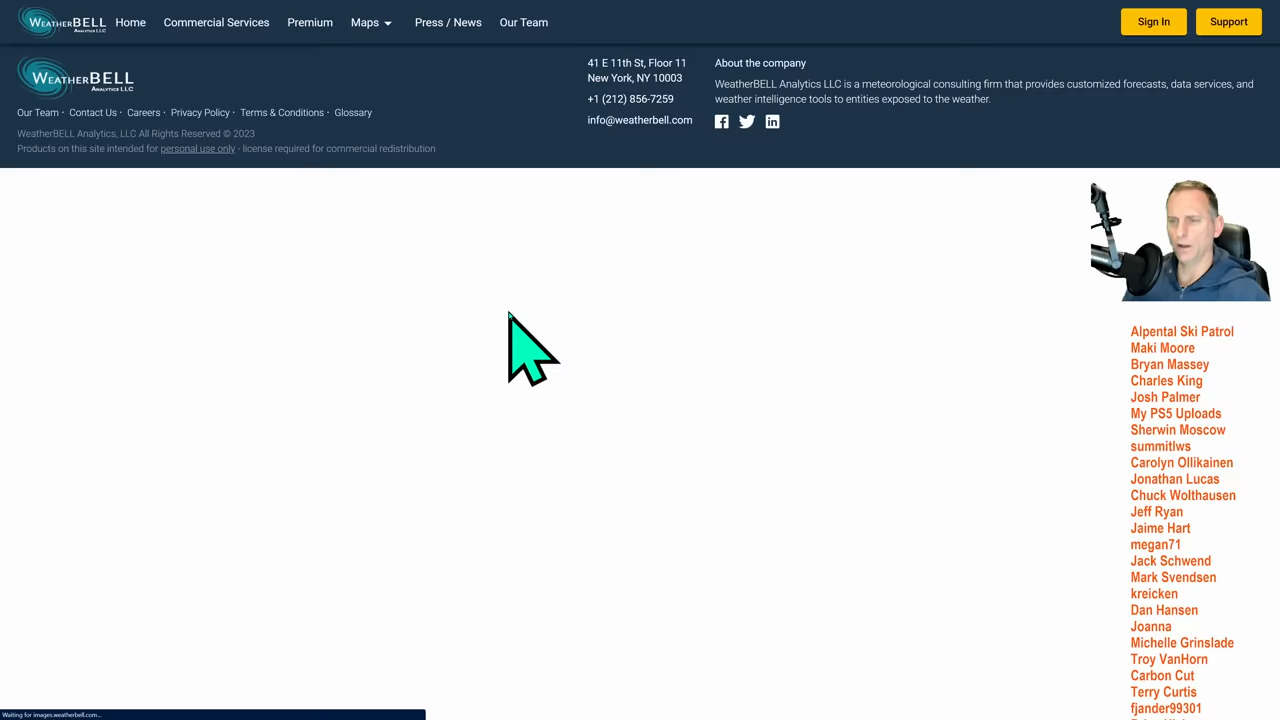 WEATHERBELL
ANALYTICS LLC
Home
Commercial Services
Premium
Maps
Press / News
Our Team
Sign In
Support
WEATHERBELL
ANALYTICS LLC
Our Team · Contact Us · Careers · Privacy Policy · Terms & Conditions · Glossary
WeatherBELL Analytics, LLC All Rights Reserved © 2023
Products on this site intended for personal use only · license required for commercial redistribution
41 E 11th St, Floor 11
New York, NY 10003
+1 (212) 856-7259
info@weatherbell.com
About the company
WeatherBELL Analytics LLC is a meteorological consulting firm that provides customized forecasts, data services, and
weather intelligence tools to entities exposed to the weather.
Alpental Ski Patrol
Maki Moore
Bryan Massey
Charles King
Josh Palmer
My PS5 Uploads
Sherwin Moscow
summitlws
Carolyn Ollikainen
Jonathan Lucas
Chuck Wolthausen
Jeff Ryan
Jaime Hart
megan71
Jack Schwend
Mark Svendsen
kreicken
Dan Hansen
Joanna
Michelle Grinslade
Troy VanHorn
Carbon Cut
Terry Curtis
fjander99301
Waiting for images.weatherbell.com...